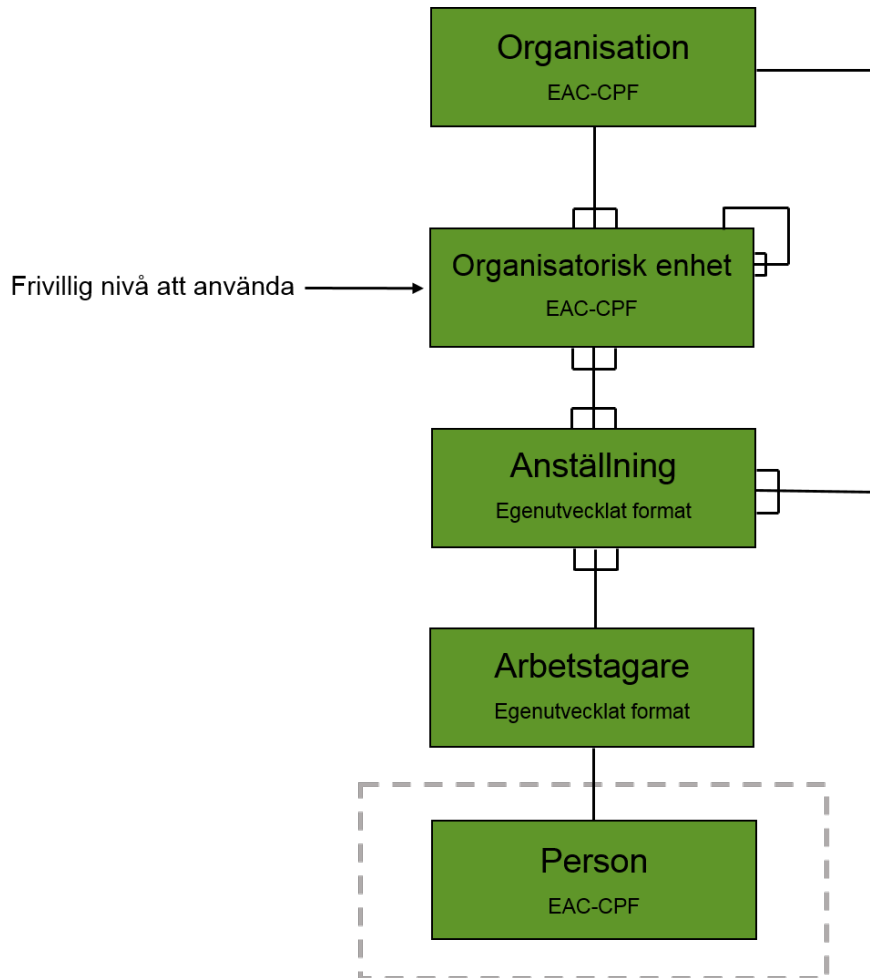 Organisation
EAC-CPF
Organisatorisk enhet
EAC-CPF
Frivillig nivå att använda
Anställning
Egenutvecklat format
Arbetstagare
Egenutvecklat format
Person
EAC-CPF